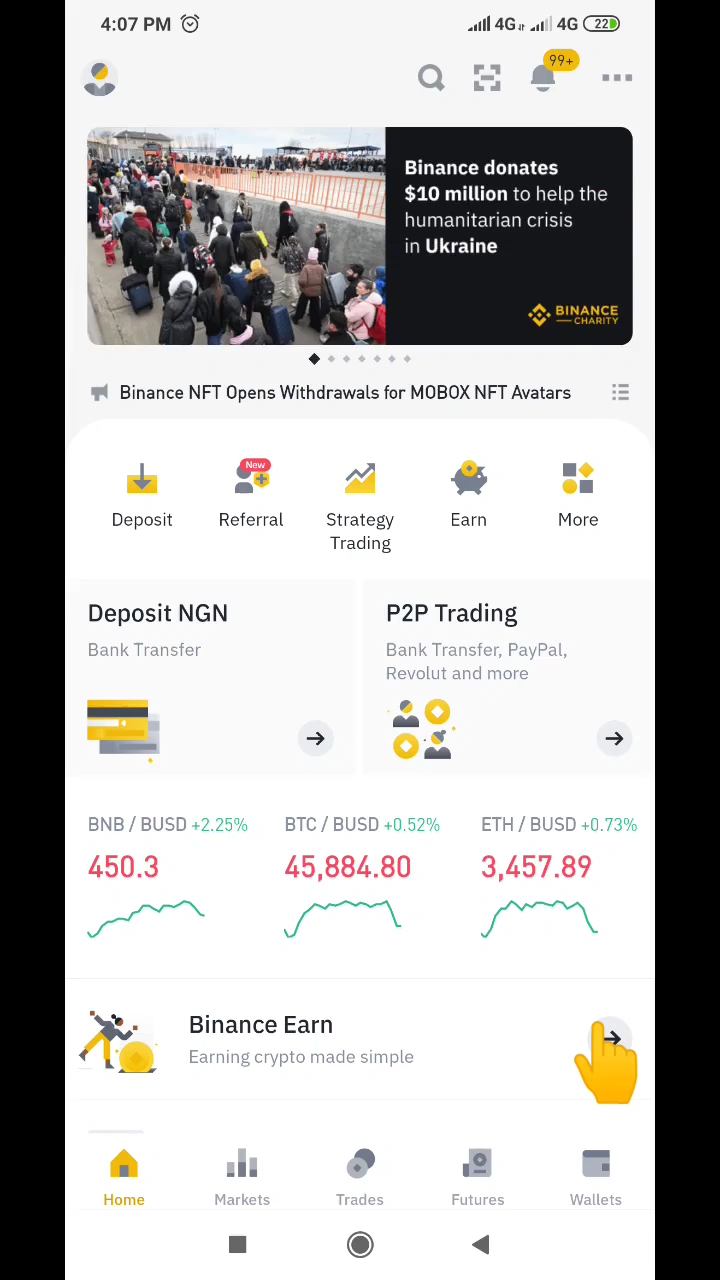 4:07 PM
4G 4G 22
99+
Binance donates
$10 million to help the
humanitarian crisis
in Ukraine
BINANCE
CHARITY
Binance NFT Opens Withdrawals for MOBOX NFT Avatars
New
Deposit Referral Strategy Trading Earn More
Deposit NGN
Bank Transfer
P2P Trading
Bank Transfer, PayPal,
Revolut and more
BNB / BUSD +2.25% BTC / BUSD +0.52% ETH / BUSD +0.73%
450.3 45,884.80 3,457.89
Binance Earn
Earning crypto made simple
Home Markets Trades Futures Wallets